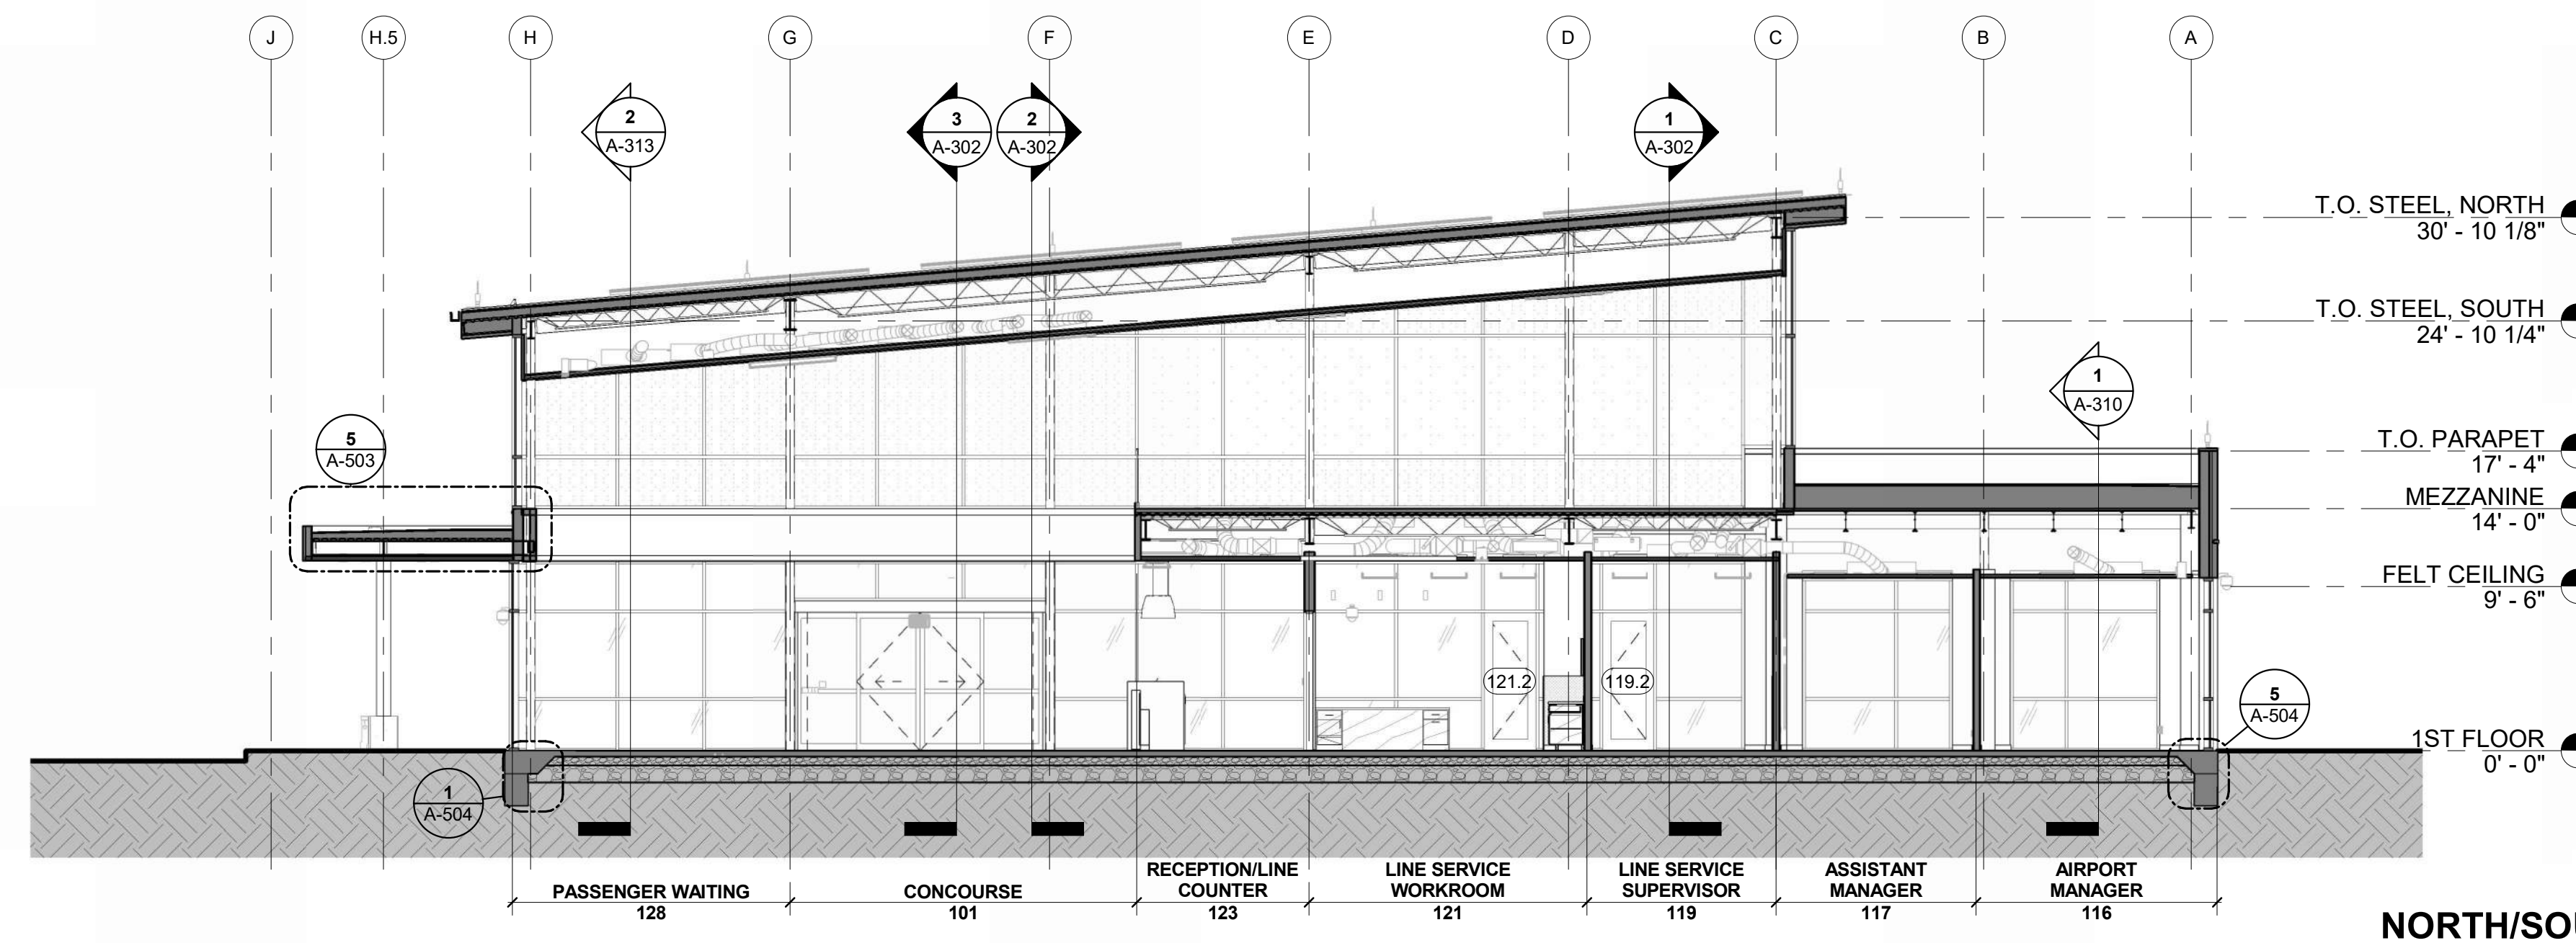 J
H.5
H
G
F
E
D
C
B
A
2
A-313
3
A-302
2
A-302
1
A-302
T.O. STEEL, NORTH
30' - 10 1/8"
T.O. STEEL, SOUTH
24' - 10 1/4"
1
A-310
5
A-503
T.O. PARAPET
17' - 4"
MEZZANINE
14' - 0"
FELT CEILING
9' - 6"
121.2
119.2
5
A-504
1ST FLOOR
0' - 0"
1
A-504
PASSENGER WAITING
128
CONCOURSE
101
RECEPTION/LINE
COUNTER
123
LINE SERVICE
WORKROOM
121
LINE SERVICE
SUPERVISOR
119
ASSISTANT
MANAGER
117
AIRPORT
MANAGER
116
NORTH/SO